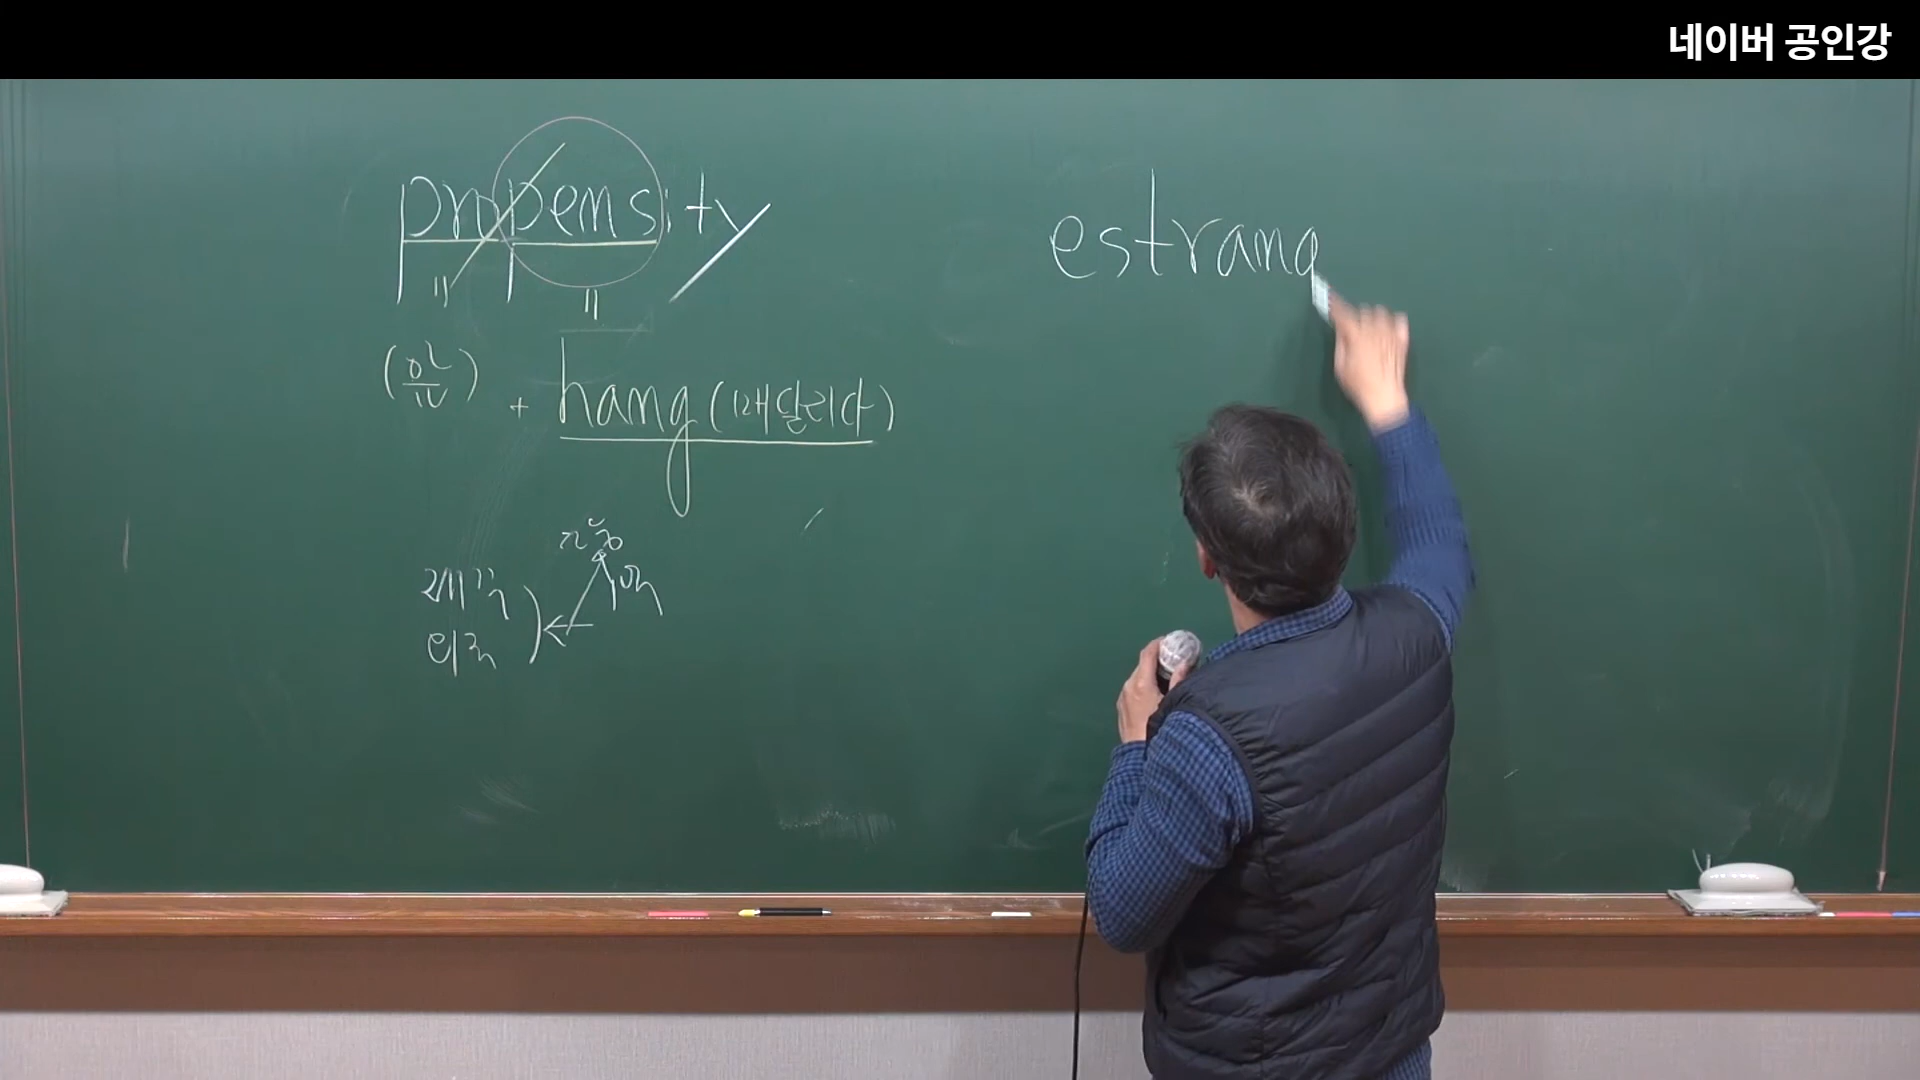 네이버 공인강
propensity
estrang
(앞)
+ hang (매달리다)